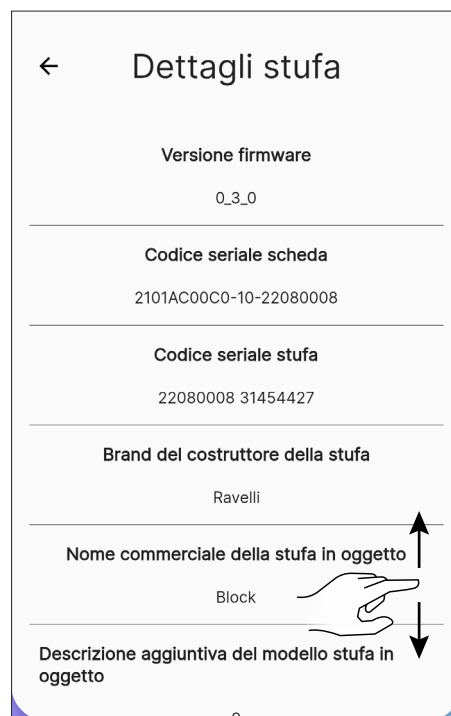 Dettagli stufa
Versione firmware
0_3_0
Codice seriale scheda
2101AC00C0-10-22080008
Codice seriale stufa
22080008 31454427
Brand del costruttore della stufa
Ravelli
Nome commerciale della stufa in oggetto
Block
Descrizione aggiuntiva del modello stufa in
oggetto